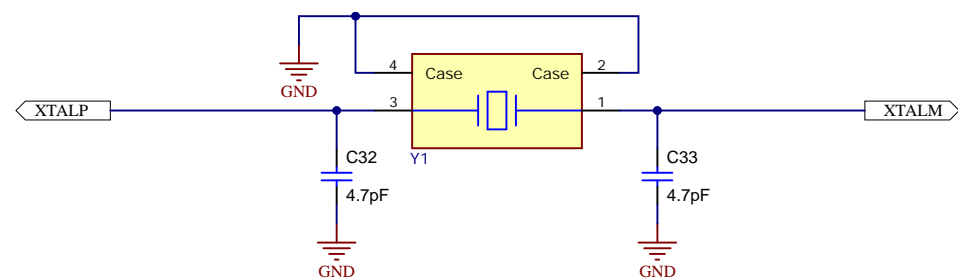 4 Case Case 2
GND
XTALP 3 1 XTALM
Y1
C32 C33
4.7pF 4.7pF
GND GND